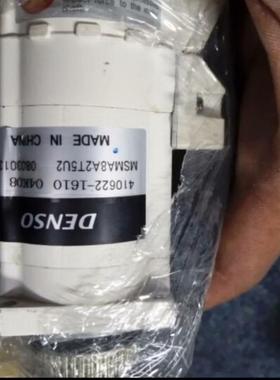 DENSO
410622-1610 04K08
MSMA8A2T5U2
MADE IN CHINA